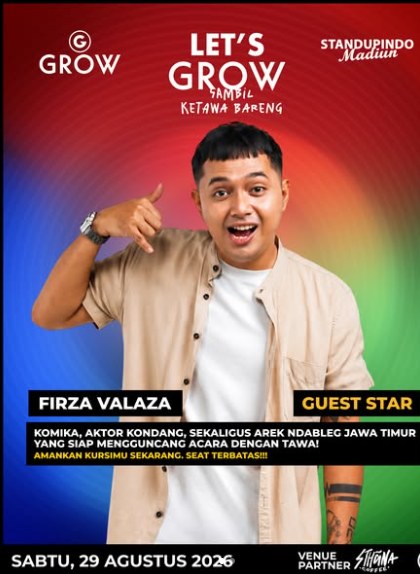 G
GROW
LET'S
GROW
SAMBIL
KETAWA BARENG
STANDUPINDO
Madiun
FIRZA VALAZA
GUEST STAR
KOMIKA, AKTOR KONDANG, SEKALIGUS AREK NDABLEG JAWA TIMUR
YANG SIAP MENGGUNCANG ACARA DENGAN TAWA!
AMANKAN KURSIMU SEKARANG. SEAT TERBATAS!!!
SABTU, 29 AGUSTUS 2026
VENUE
PARTNER
COFFEE